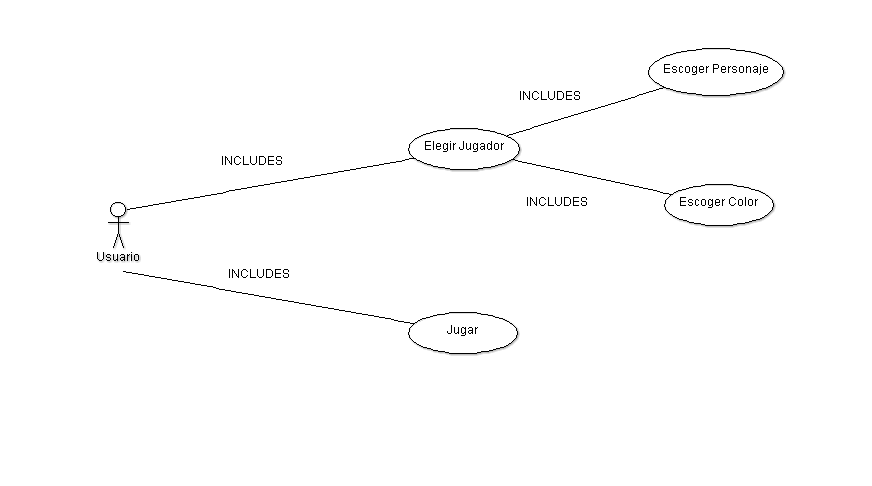 Escoger Personaje
INCLUDES
Elegir Jugador
INCLUDES
INCLUDES
Escoger Color
Usuario
INCLUDES
Jugar